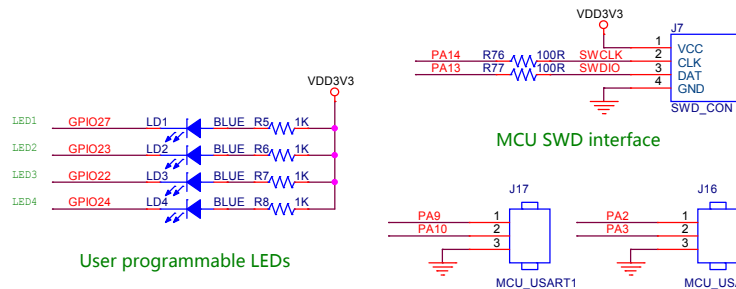 VDD3V3
J7
PA14 R76 100R SWCLK 1 VCC
PA13 R77 100R SWDIO 2 CLK
3 DAT
4 GND
SWD_CON
MCU SWD interface
VDD3V3
LED1 GPIO27 LD1 BLUE R5 1K
LED2 GPIO23 LD2 BLUE R6 1K
LED3 GPIO22 LD3 BLUE R7 1K
LED4 GPIO24 LD4 BLUE R8 1K
User programmable LEDs
J17
PA9 1
PA10 2
3
MCU_USART1
J16
PA2 1
PA3 2
3
MCU_USA